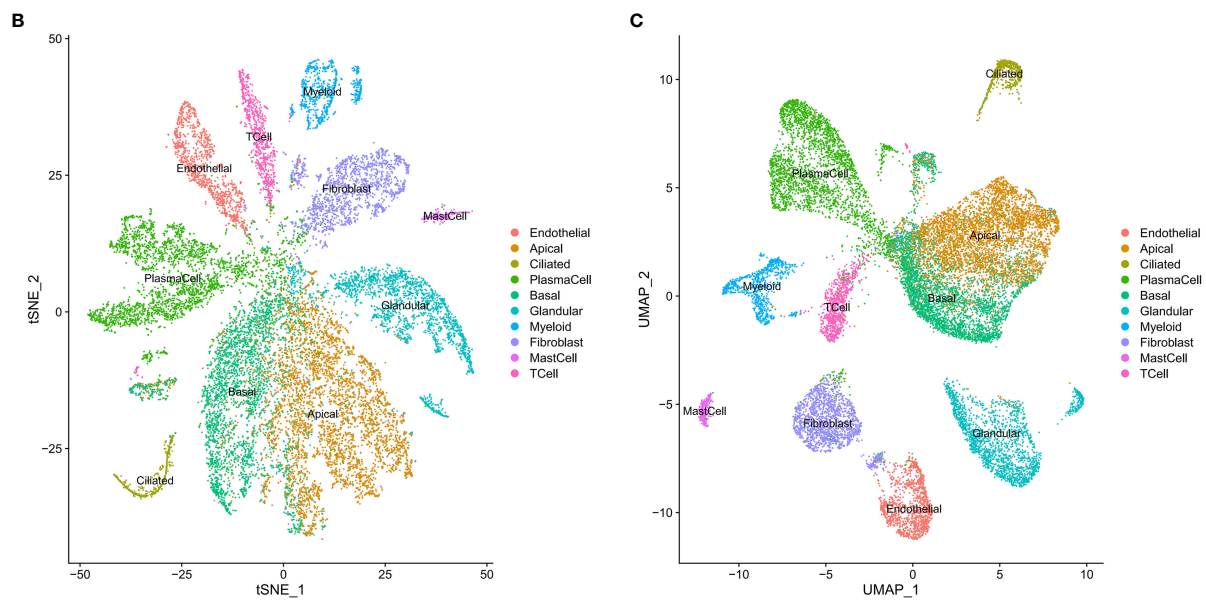 B
50
25
0
−25
tSNE_2
−50
−25
0
25
50
tSNE_1
Myeloid
TCell
Endothelial
Fibroblast
MastCell
PlasmaCell
Glandular
Basal
Apical
Ciliated
Endothelial
Apical
Ciliated
PlasmaCell
Basal
Glandular
Myeloid
Fibroblast
MastCell
TCell
C
10
5
0
−5
−10
UMAP_2
−10
−5
0
5
10
UMAP_1
Ciliated
PlasmaCell
Apical
Myeloid
TCell
Basal
MastCell
Fibroblast
Glandular
Endothelial
Endothelial
Apical
Ciliated
PlasmaCell
Basal
Glandular
Myeloid
Fibroblast
MastCell
TCell